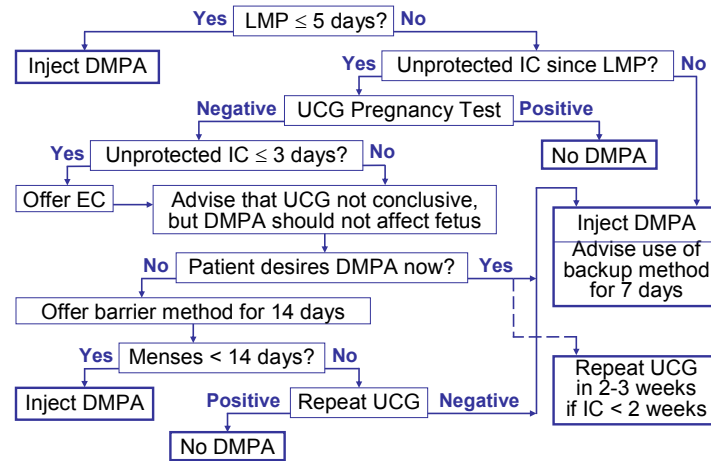 LMP ≤ 5 days?
Yes
No
Inject DMPA
Unprotected IC since LMP?
Yes
No
UCG Pregnancy Test
Negative
Positive
No DMPA
Unprotected IC ≤ 3 days?
Yes
No
Offer EC
Advise that UCG not conclusive,
but DMPA should not affect fetus
Inject DMPA
Advise use of
backup method
for 7 days
Patient desires DMPA now?
No
Yes
Offer barrier method for 14 days
Menses < 14 days?
Yes
No
Repeat UCG
in 2-3 weeks
if IC < 2 weeks
Inject DMPA
Repeat UCG
Positive
Negative
No DMPA